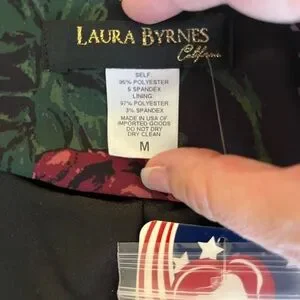 LAURA BYRNES
California
SELF:
95% POLYESTER
5 SPANDEX
LINING:
97% POLYESTER
3% SPANDEX
MADE IN USA OF
IMPORTED GOODS
DO NOT DRY
DRY CLEAN
M